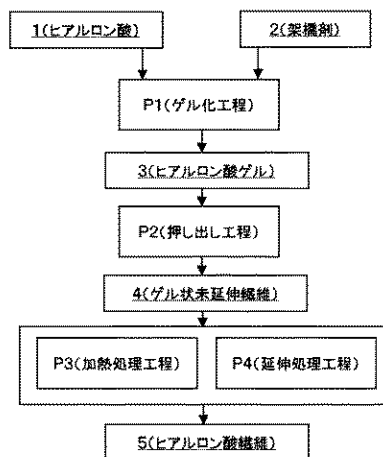 1(ヒアルロン酸)
2(架橋剤)
P1(ゲル化工程)
3(ヒアルロン酸ゲル)
P2(押し出し工程)
4(ゲル状未延伸繊維)
P3(加熱処理工程)
P4(延伸処理工程)
5(ヒアルロン酸繊維)